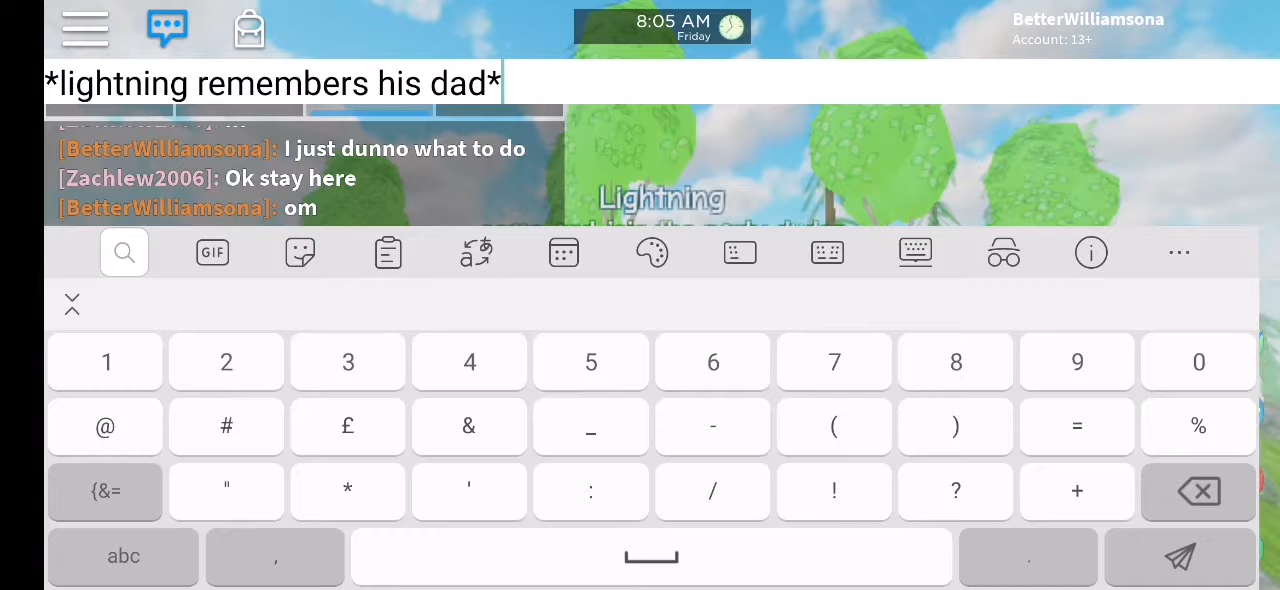 8:05 AM
Friday
BetterWilliamsona
Account: 13+
*lightning remembers his dad*
[BetterWilliamsona]: I just dunno what to do
[Zachlew2006]: Ok stay here
[BetterWilliamsona]: om
Lightning
GIF
1 2 3 4 5 6 7 8 9 0
@ # £ & _ - ( ) = %
{&= " * ' : / ! ? +
abc , .